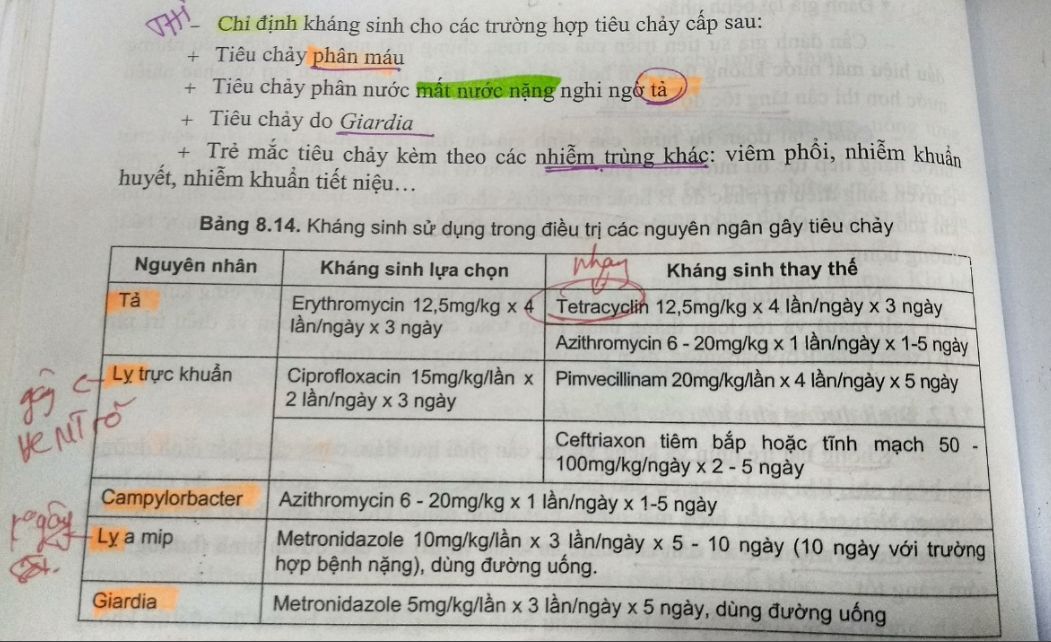 - Chỉ định kháng sinh cho các trường hợp tiêu chảy cấp sau:
+ Tiêu chảy phân máu
+ Tiêu chảy phân nước mất nước nặng nghi ngờ tả
+ Tiêu chảy do Giardia
+ Trẻ mắc tiêu chảy kèm theo các nhiễm trùng khác: viêm phổi, nhiễm khuẩn
huyết, nhiễm khuẩn tiết niệu...
Bảng 8.14. Kháng sinh sử dụng trong điều trị các nguyên ngân gây tiêu chảy
Nguyên nhân Kháng sinh lựa chọn nhạy Kháng sinh thay thế
Tả Erythromycin 12,5mg/kg x 4 Tetracyclin 12,5mg/kg x 4 lần/ngày x 3 ngày
lần/ngày x 3 ngày
Azithromycin 6 - 20mg/kg x 1 lần/ngày x 1-5 ngày
Lỵ trực khuẩn Ciprofloxacin 15mg/kg/lần x Pimvecillinam 20mg/kg/lần x 4 lần/ngày x 5 ngày
2 lần/ngày x 3 ngày
Ceftriaxon tiêm bắp hoặc tĩnh mạch 50 -
100mg/kg/ngày x 2 - 5 ngày
Campylorbacter Azithromycin 6 - 20mg/kg x 1 lần/ngày x 1-5 ngày
Lỵ a mip Metronidazole 10mg/kg/lần x 3 lần/ngày x 5 - 10 ngày (10 ngày với trường
hợp bệnh nặng), dùng đường uống.
Giardia Metronidazole 5mg/kg/lần x 3 lần/ngày x 5 ngày, dùng đường uống